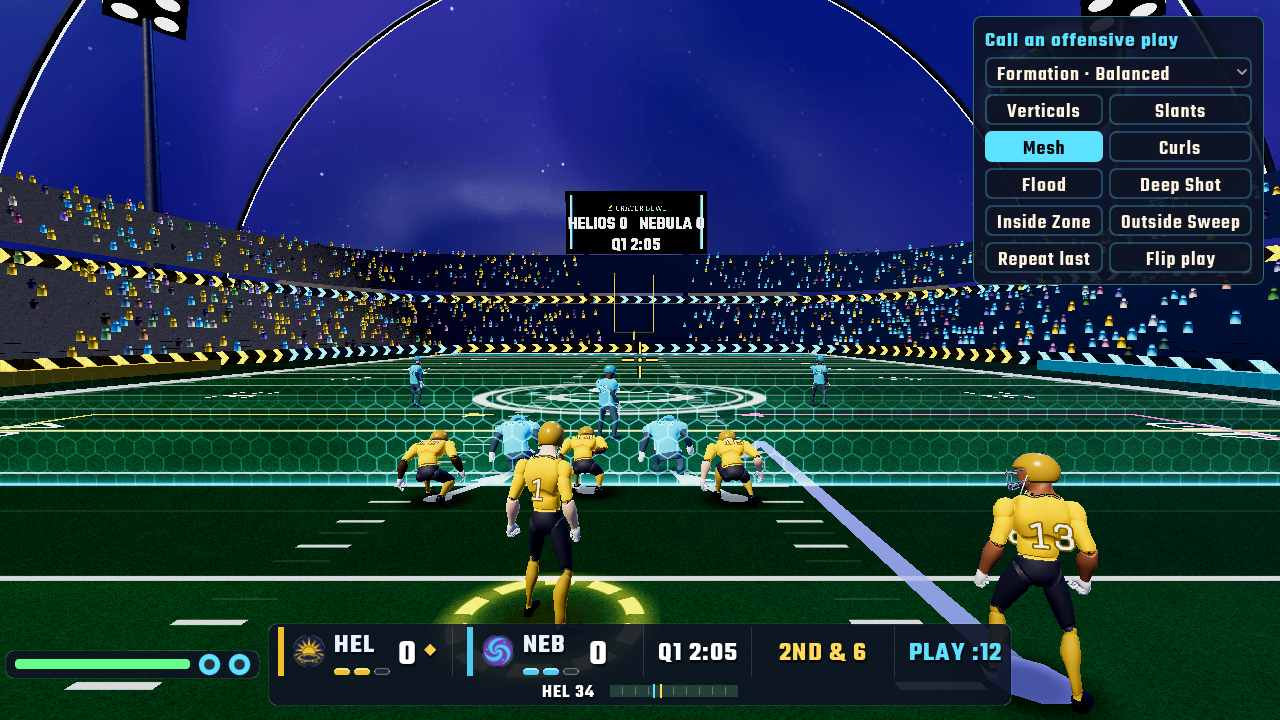 Call an offensive play
Formation · Balanced
Verticals
Slants
Mesh
Curls
Flood
Deep Shot
Inside Zone
Outside Sweep
Repeat last
Flip play
CRATER BOWL
HELIOS 0 NEBULA 0
Q1 2:05
1
13
HEL 0
NEB 0
Q1 2:05
2ND & 6
PLAY :12
HEL 34